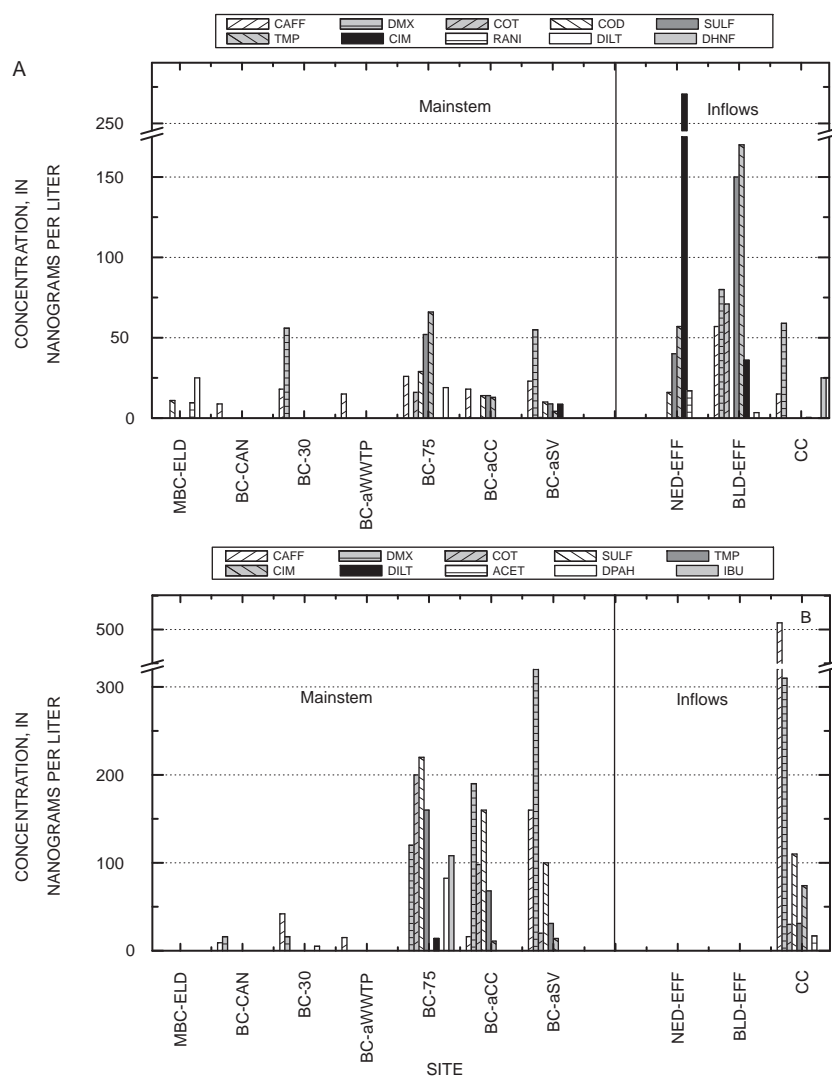 CAFF DMX COT COD SULF
TMP CIM RANI DILT DHNF
A
Mainstem Inflows
CONCENTRATION, IN
NANOGRAMS PER LITER
250
150
100
50
0
MBC-ELD BC-CAN BC-30 BC-aWWTP BC-75 BC-aCC BC-aSV NED-EFF BLD-EFF CC
CAFF DMX COT SULF TMP
CIM DILT ACET DPAH IBU
B
Mainstem Inflows
CONCENTRATION, IN
NANOGRAMS PER LITER
500
300
200
100
0
MBC-ELD BC-CAN BC-30 BC-aWWTP BC-75 BC-aCC BC-aSV NED-EFF BLD-EFF CC
SITE